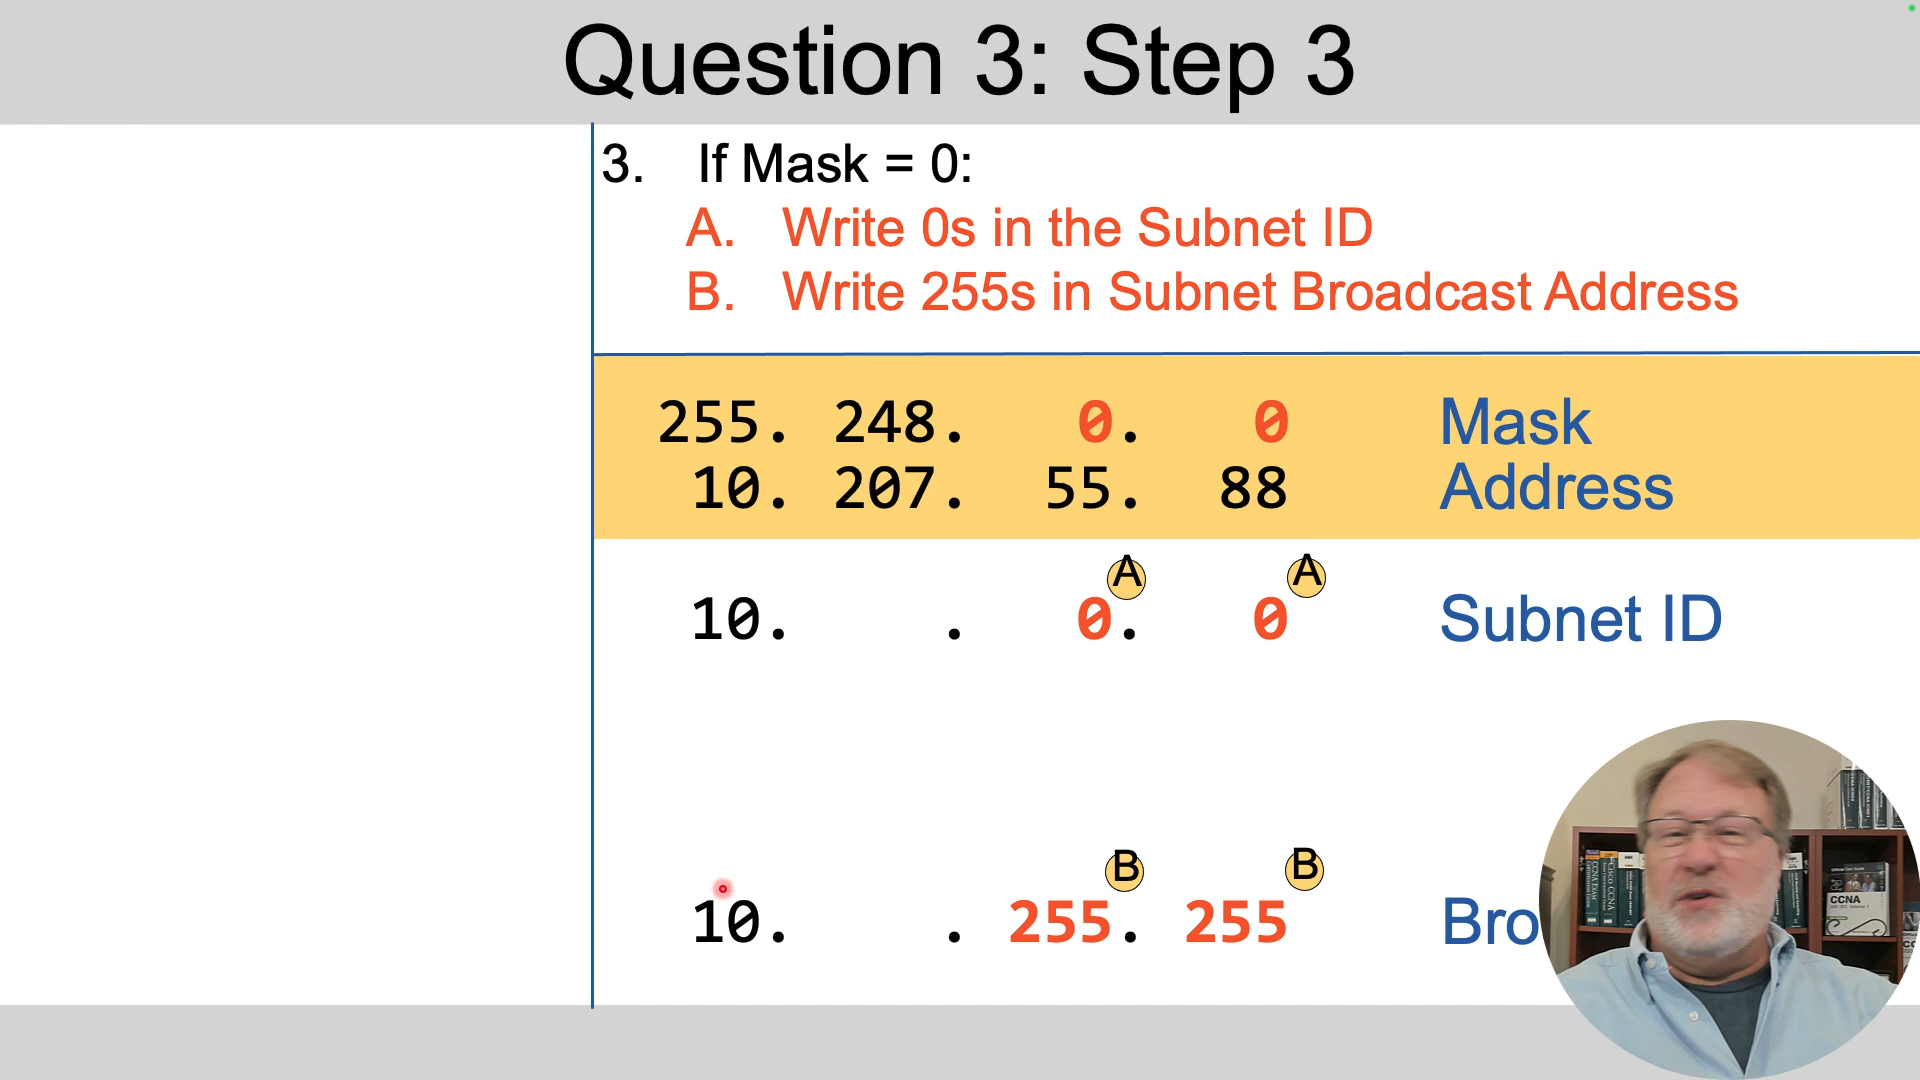 Question 3: Step 3
3. If Mask = 0:
A. Write 0s in the Subnet ID
B. Write 255s in Subnet Broadcast Address
255. 248. 0. 0 Mask
10. 207. 55. 88 Address
A A
10. . 0. 0 Subnet ID
B B
10. . 255. 255 Bro
CCNA